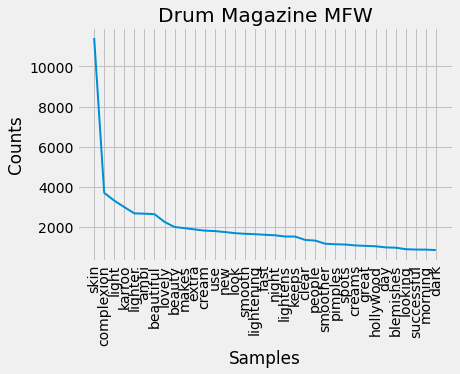 Drum Magazine MFW
Counts
10000
8000
6000
4000
2000
skin
complexion
light
karroo
lighter
ambi
beautiful
lovely
beauty
makes
extra
cream
use
new
look
smooth
lightening
fast
night
lightens
keeps
clear
people
smoother
pimples
spots
creams
great
hollywood
day
blemishes
looking
successful
morning
dark
Samples